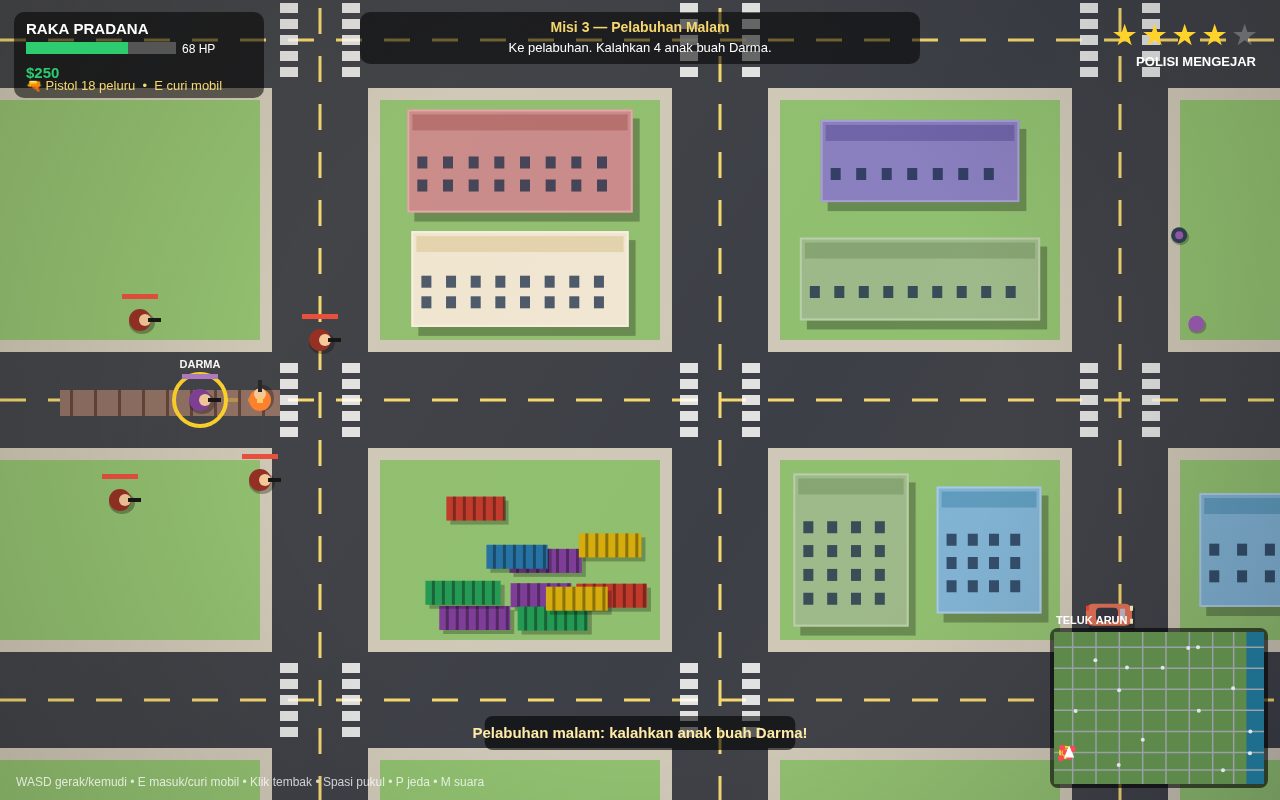 RAKA PRADANA
68 HP
$250
Pistol 18 peluru • E curi mobil
Misi 3 — Pelabuhan Malam
Ke pelabuhan. Kalahkan 4 anak buah Darma.
POLISI MENGEJAR
DARMA
TELUK ARUN
Pelabuhan malam: kalahkan anak buah Darma!
WASD gerak/kemudi • E masuk/curi mobil • Klik tembak • Spasi pukul • P jeda • M suara